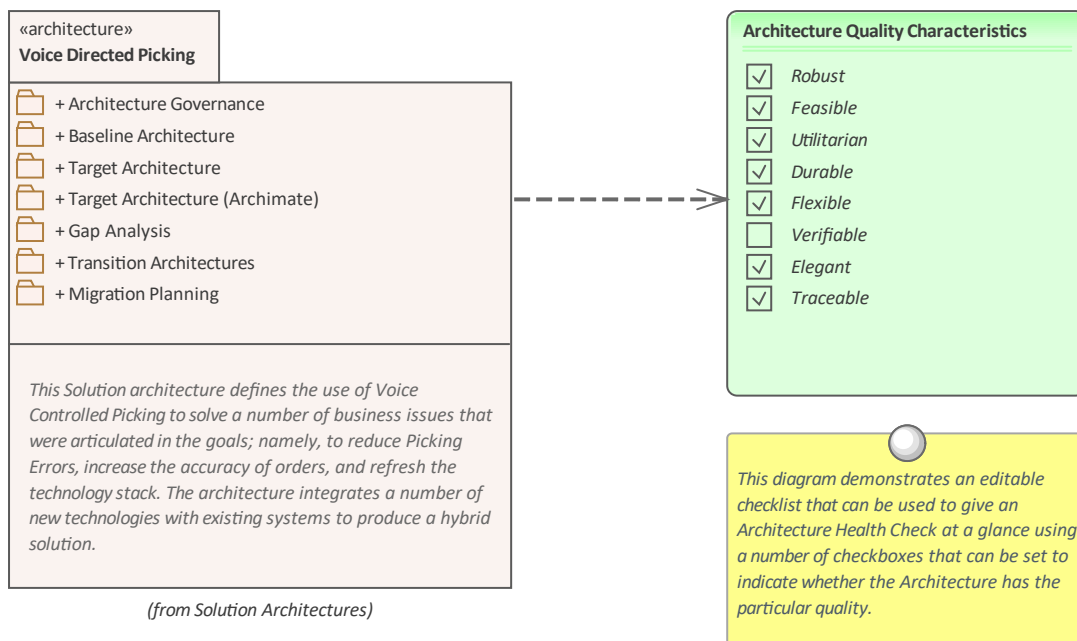 «architecture»
Voice Directed Picking
+ Architecture Governance
+ Baseline Architecture
+ Target Architecture
+ Target Architecture (Archimate)
+ Gap Analysis
+ Transition Architectures
+ Migration Planning
This Solution architecture defines the use of Voice
Controlled Picking to solve a number of business issues that
were articulated in the goals; namely, to reduce Picking
Errors, increase the accuracy of orders, and refresh the
technology stack. The architecture integrates a number of
new technologies with existing systems to produce a hybrid
solution.
(from Solution Architectures)
Architecture Quality Characteristics
Robust
Feasible
Utilitarian
Durable
Flexible
Verifiable
Elegant
Traceable
This diagram demonstrates an editable
checklist that can be used to give an
Architecture Health Check at a glance using
a number of checkboxes that can be set to
indicate whether the Architecture has the
particular quality.